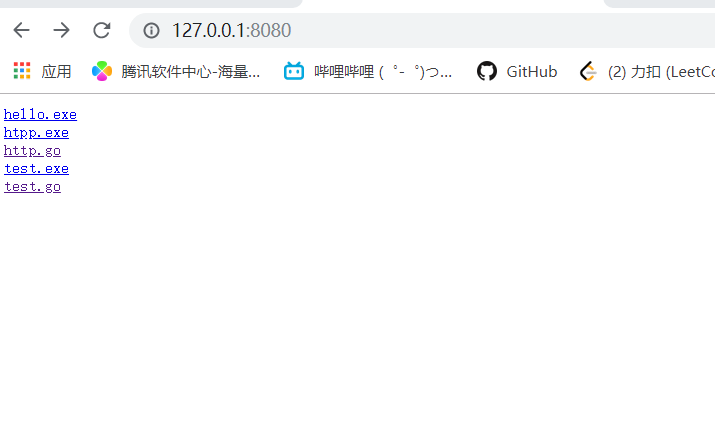 127.0.0.1:8080
应用 腾讯软件中心-海量... 哔哩哔哩 (゜-゜)つ... GitHub (2) 力扣 (LeetCo
hello.exe
htpp.exe
http.go
test.exe
test.go